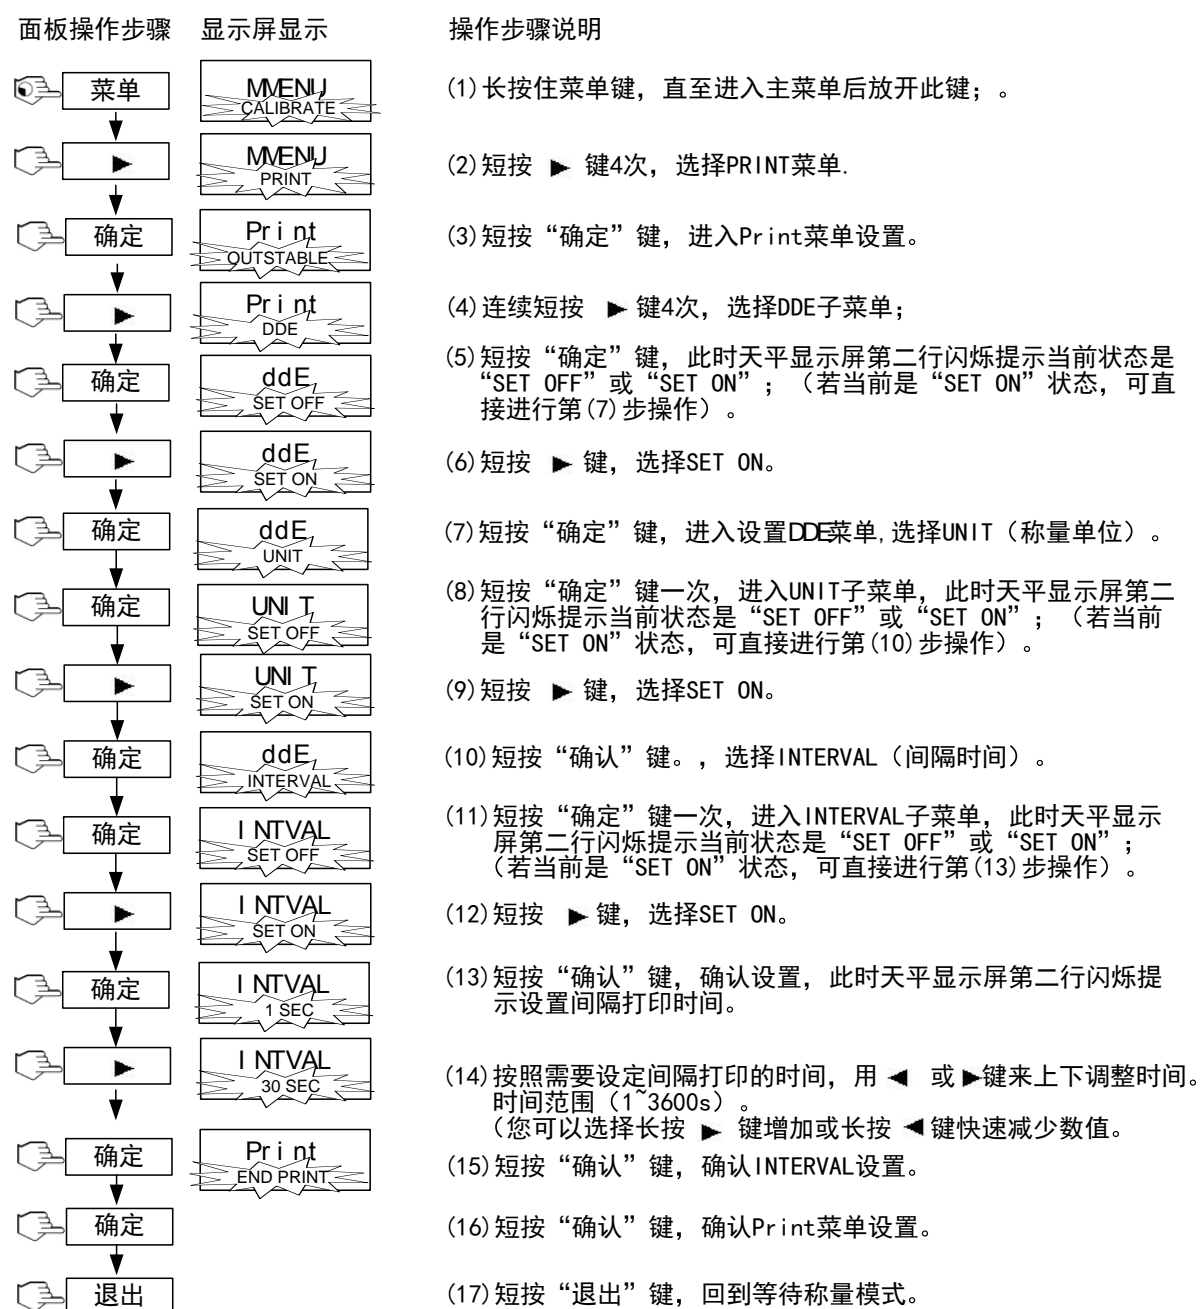 面板操作步骤 显示屏显示 操作步骤说明
菜单 MMENU
CALIBRATE
(1)长按住菜单键，直至进入主菜单后放开此键；。
▶ MMENU
PRINT
(2)短按 ▶ 键4次，选择PRINT菜单.
确定 Print
OUTSTABLE
(3)短按“确定”键，进入Print菜单设置。
▶ Print
DDE
(4)连续短按 ▶ 键4次，选择DDE子菜单；
确定 ddE
SET OFF
(5)短按“确定”键，此时天平显示屏第二行闪烁提示当前状态是
“SET OFF”或“SET ON”；（若当前是“SET ON”状态，可直
接进行第(7)步操作）。
▶ ddE
SET ON
(6)短按 ▶ 键，选择SET ON。
确定 ddE
UNIT
(7)短按“确定”键，进入设置DDE菜单,选择UNIT（称量单位）。
确定 UNIT
SET OFF
(8)短按“确定”键一次，进入UNIT子菜单，此时天平显示屏第二
行闪烁提示当前状态是“SET OFF”或“SET ON”；（若当前
是“SET ON”状态，可直接进行第(10)步操作）。
▶ UNIT
SET ON
(9)短按 ▶ 键，选择SET ON。
确定 ddE
INTERVAL
(10)短按“确认”键。，选择INTERVAL（间隔时间）。
确定 INTVAL
SET OFF
(11)短按“确定”键一次，进入INTERVAL子菜单，此时天平显示
屏第二行闪烁提示当前状态是“SET OFF”或“SET ON”；
（若当前是“SET ON”状态，可直接进行第(13)步操作）。
▶ INTVAL
SET ON
(12)短按 ▶ 键，选择SET ON。
确定 INTVAL
1 SEC
(13)短按“确认”键，确认设置，此时天平显示屏第二行闪烁提
示设置间隔打印时间。
▶ INTVAL
30 SEC
(14)按照需要设定间隔打印的时间，用 ◀ 或 ▶键来上下调整时间。
时间范围（1~3600s）。
（您可以选择长按 ▶ 键增加或长按 ◀ 键快速减少数值。
确定 Print
END PRINT
(15)短按“确认”键，确认INTERVAL设置。
确定 (16)短按“确认”键，确认Print菜单设置。
退出 (17)短按“退出”键，回到等待称量模式。